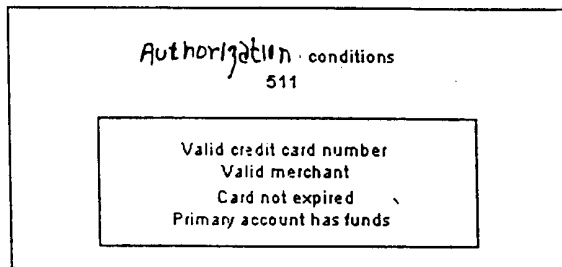 Authorization conditions
511
Valid credit card number
Valid merchant
Card not expired
Primary account has funds